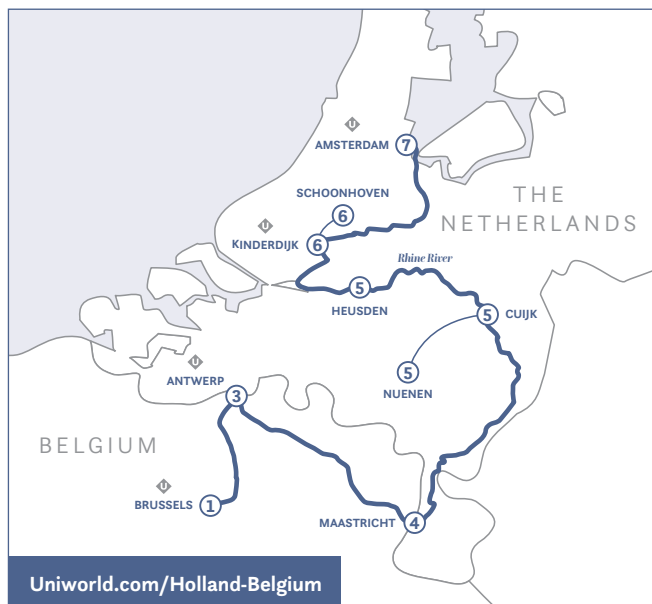 U
AMSTERDAM
7
SCHOONHOVEN
6
THE
NETHERLANDS
U
KINDERDIJK
6
Rhine River
5
HEUSDEN
5
CUIJK
U
ANTWERP
3
5
NUENEN
BELGIUM
U
BRUSSELS
1
MAASTRICHT
4
Uniworld.com/Holland-Belgium